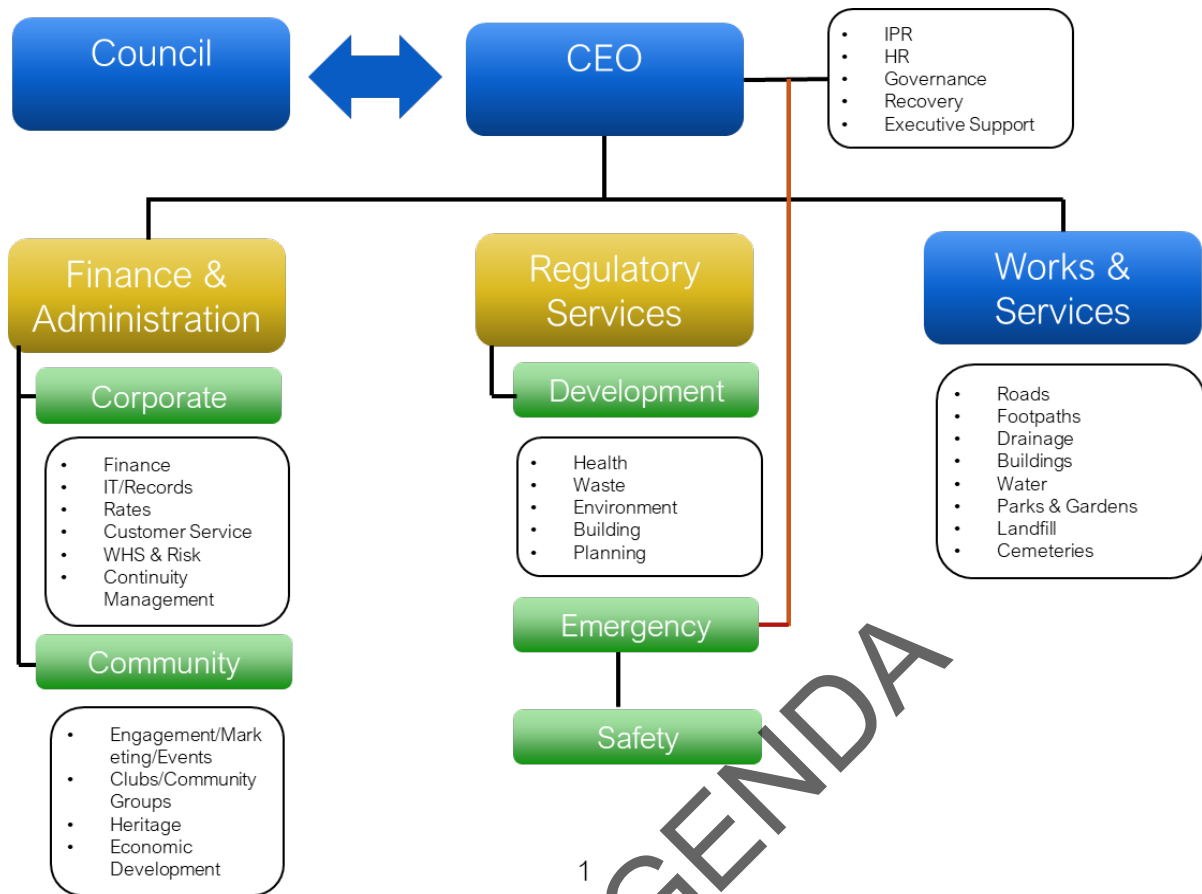 Council
CEO
• IPR
• HR
• Governance
• Recovery
• Executive Support
Finance &
Administration
Regulatory
Services
Works &
Services
Corporate
• Finance
• IT/Records
• Rates
• Customer Service
• WHS & Risk
• Continuity
Management
Community
• Engagement/Mark
eting/Events
• Clubs/Community
Groups
• Heritage
• Economic
Development
Development
• Health
• Waste
• Environment
• Building
• Planning
Emergency
Safety
• Roads
• Footpaths
• Drainage
• Buildings
• Water
• Parks & Gardens
• Landfill
• Cemeteries
1
GENDA